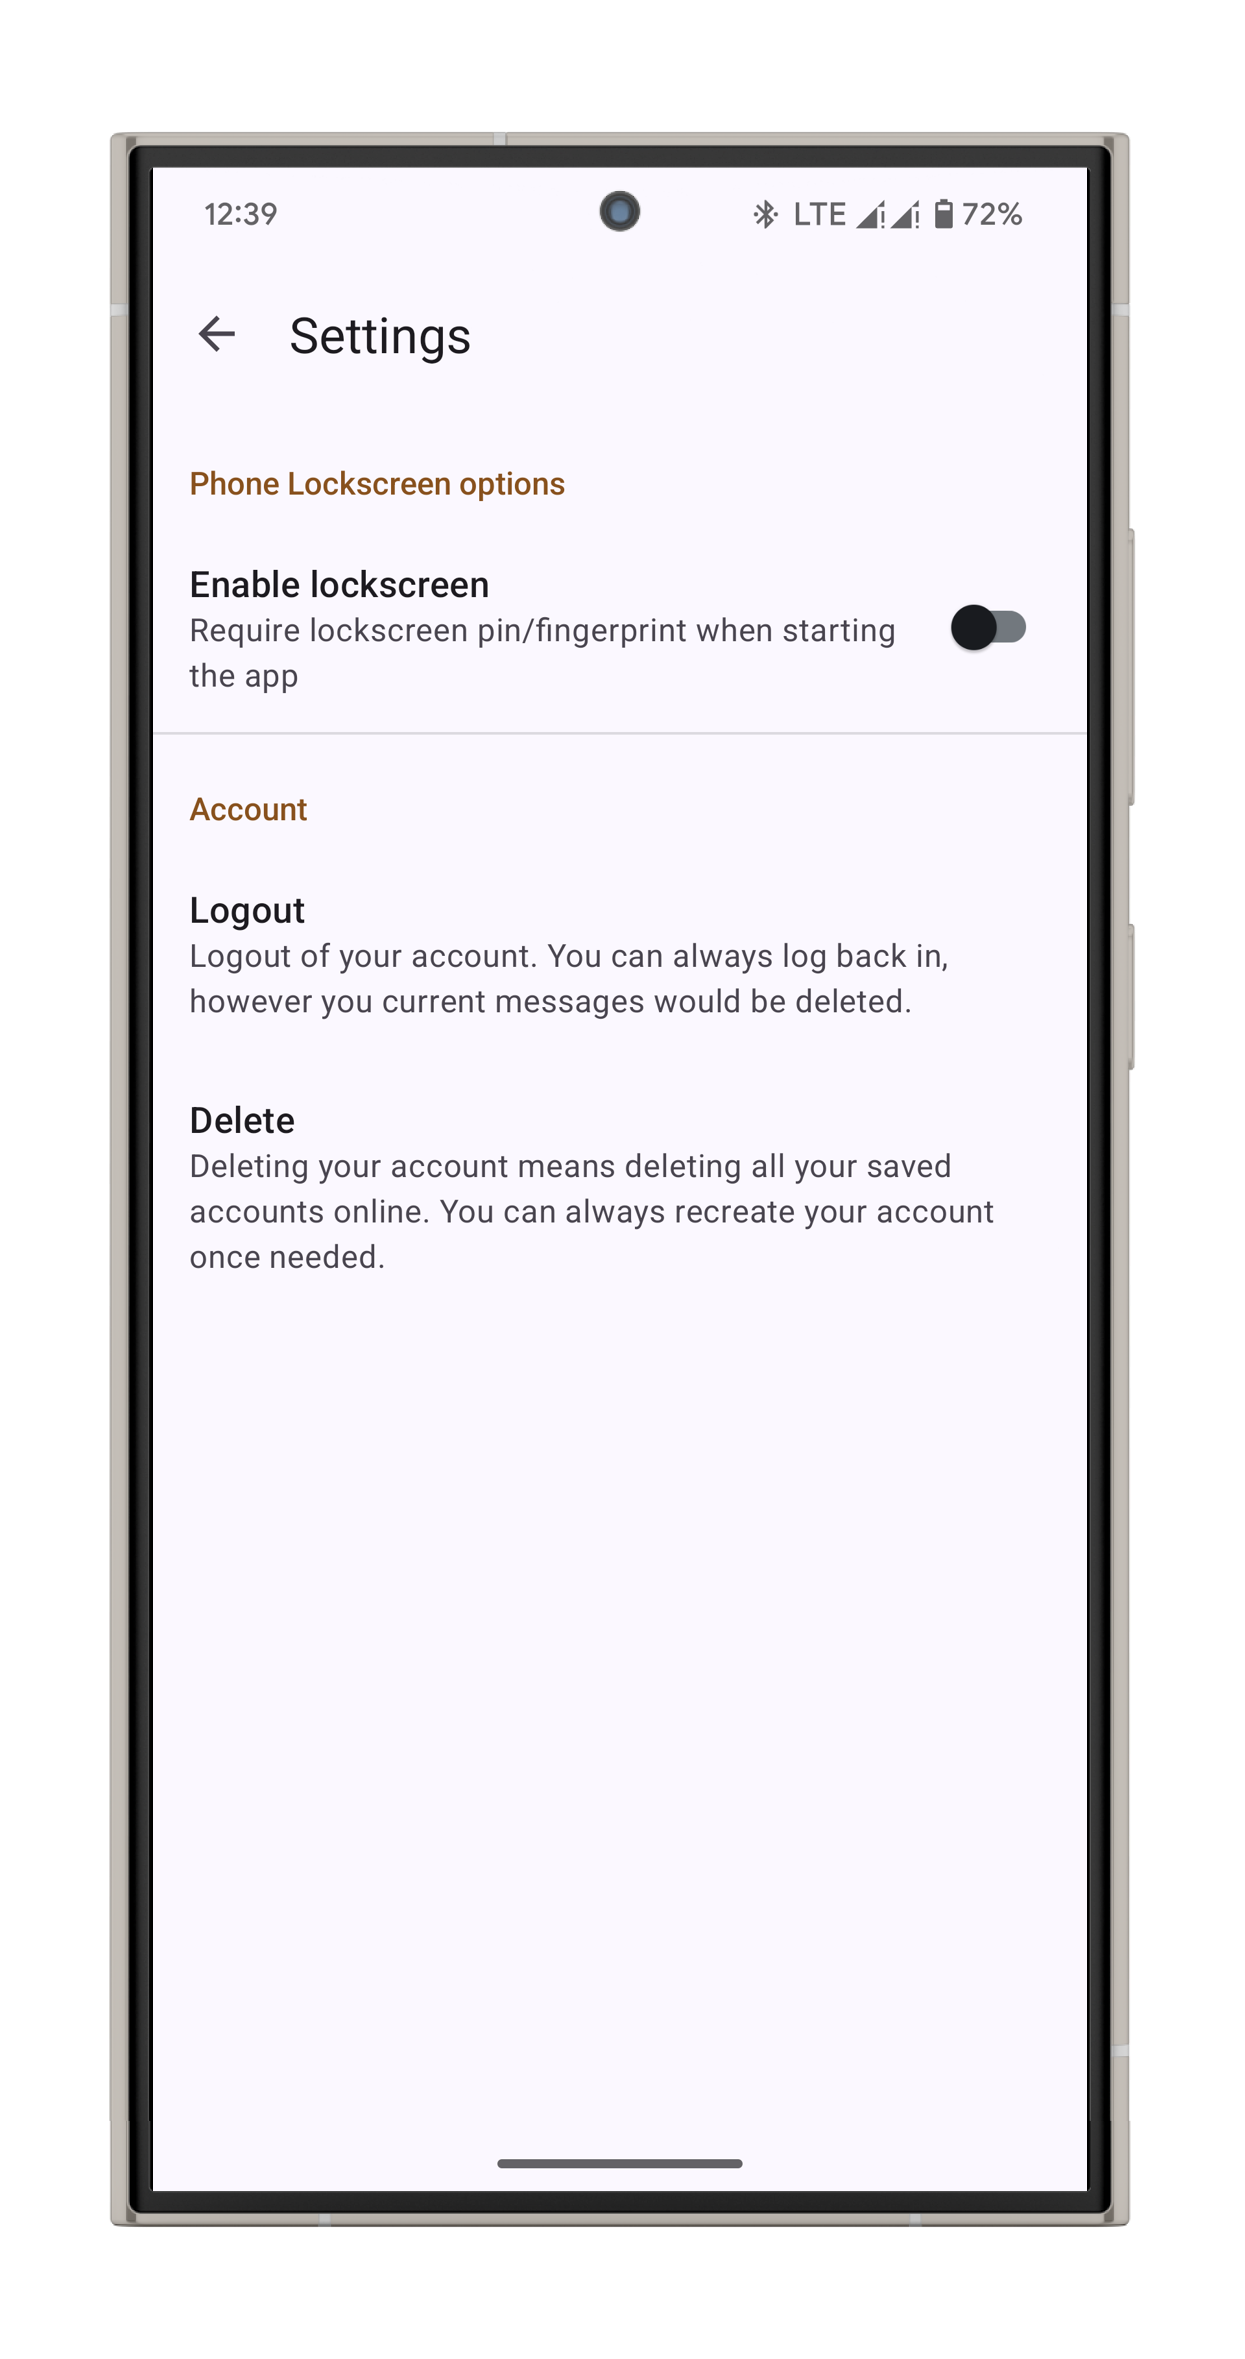 12:39 LTE 72%
Settings
Phone Lockscreen options
Enable lockscreen
Require lockscreen pin/fingerprint when starting
the app
Account
Logout
Logout of your account. You can always log back in,
however you current messages would be deleted.
Delete
Deleting your account means deleting all your saved
accounts online. You can always recreate your account
once needed.